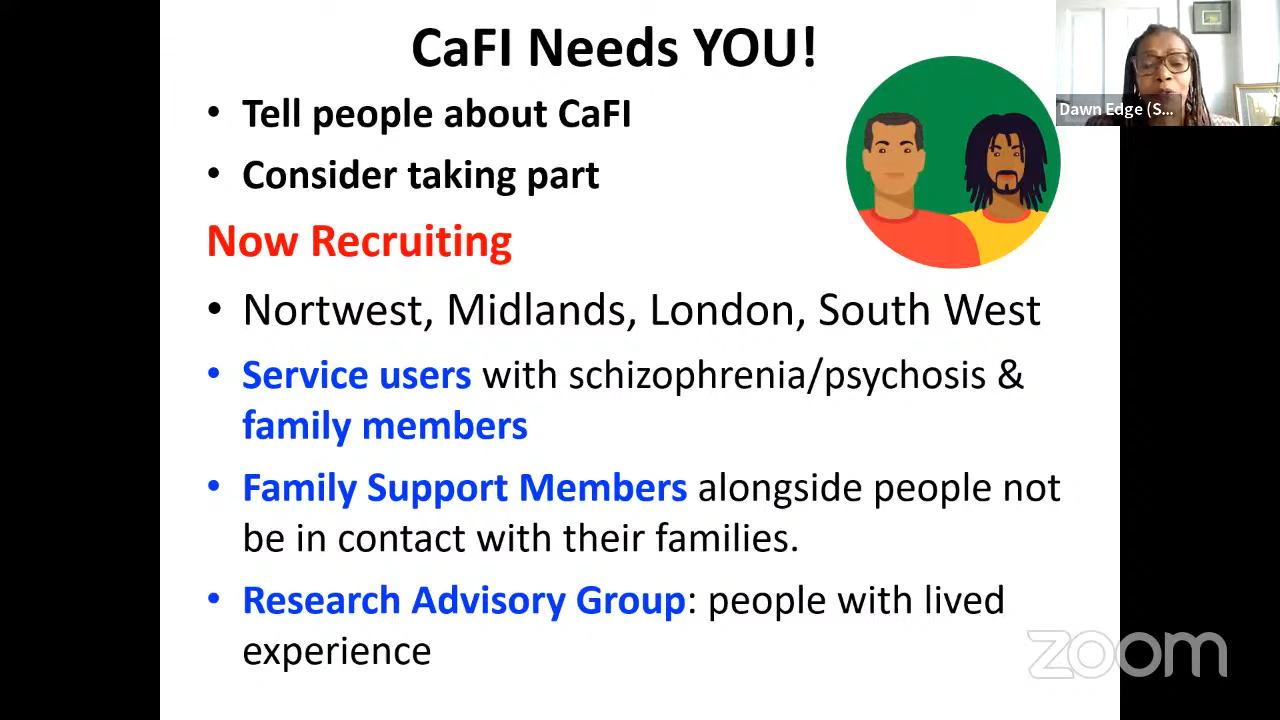 CaFI Needs YOU!
• Tell people about CaFI
• Consider taking part
Now Recruiting
• Nortwest, Midlands, London, South West
• Service users with schizophrenia/psychosis &
family members
• Family Support Members alongside people not
be in contact with their families.
• Research Advisory Group: people with lived
experience
Dawn Edge (S...
zoom